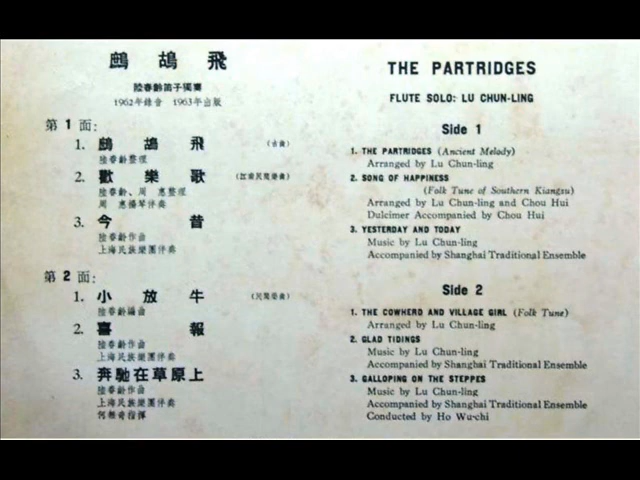 鷓鴣飛
陸春齡笛子獨奏
1962年錄音 1963年出版
第1面:
1. 鷓鴣飛 (古曲)
陸春齡整理
2. 歡樂歌 (江南民間樂曲)
陸春齡、周惠整理
周惠揚琴伴奏
3. 今昔
陸春齡作曲
上海民族樂團伴奏
第2面:
1. 小放牛 (民間樂曲)
陸春齡編曲
2. 喜報
陸春齡作曲
上海民族樂團伴奏
3. 奔馳在草原上
陸春齡作曲
上海民族樂團伴奏
何無奇指揮
THE PARTRIDGES
FLUTE SOLO: LU CHUN-LING
Side 1
1. THE PARTRIDGES (Ancient Melody)
Arranged by Lu Chun-ling
2. SONG OF HAPPINESS
(Folk Tune of Southern Kiangsu)
Arranged by Lu Chun-ling and Chou Hui
Dulcimer Accompanied by Chou Hui
3. YESTERDAY AND TODAY
Music by Lu Chun-ling
Accompanied by Shanghai Traditional Ensemble
Side 2
1. THE COWHERD AND VILLAGE GIRL (Folk Tune)
Arranged by Lu Chun-ling
2. GLAD TIDINGS
Music by Lu Chun-ling
Accompanied by Shanghai Traditional Ensemble
3. GALLOPING ON THE STEPPES
Music by Lu Chun-ling
Accompanied by Shanghai Traditional Ensemble
Conducted by Ho Wu-chi